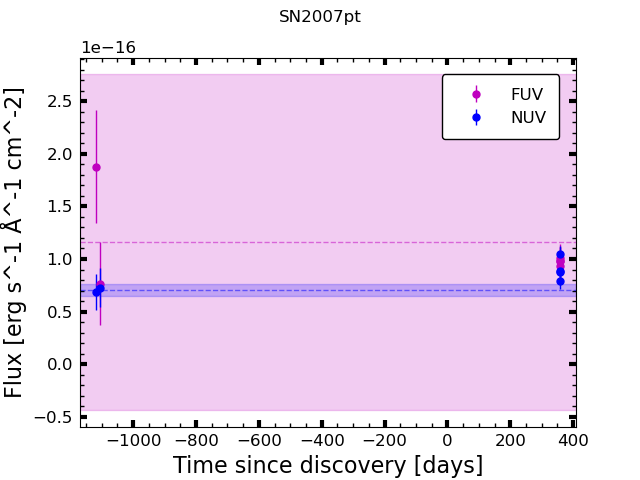 SN2007pt
1e−16
FUV
NUV
2.5
2.0
1.5
1.0
0.5
0.0
−0.5
Flux [erg s^-1 Å^-1 cm^-2]
−1000 −800 −600 −400 −200 0 200 400
Time since discovery [days]